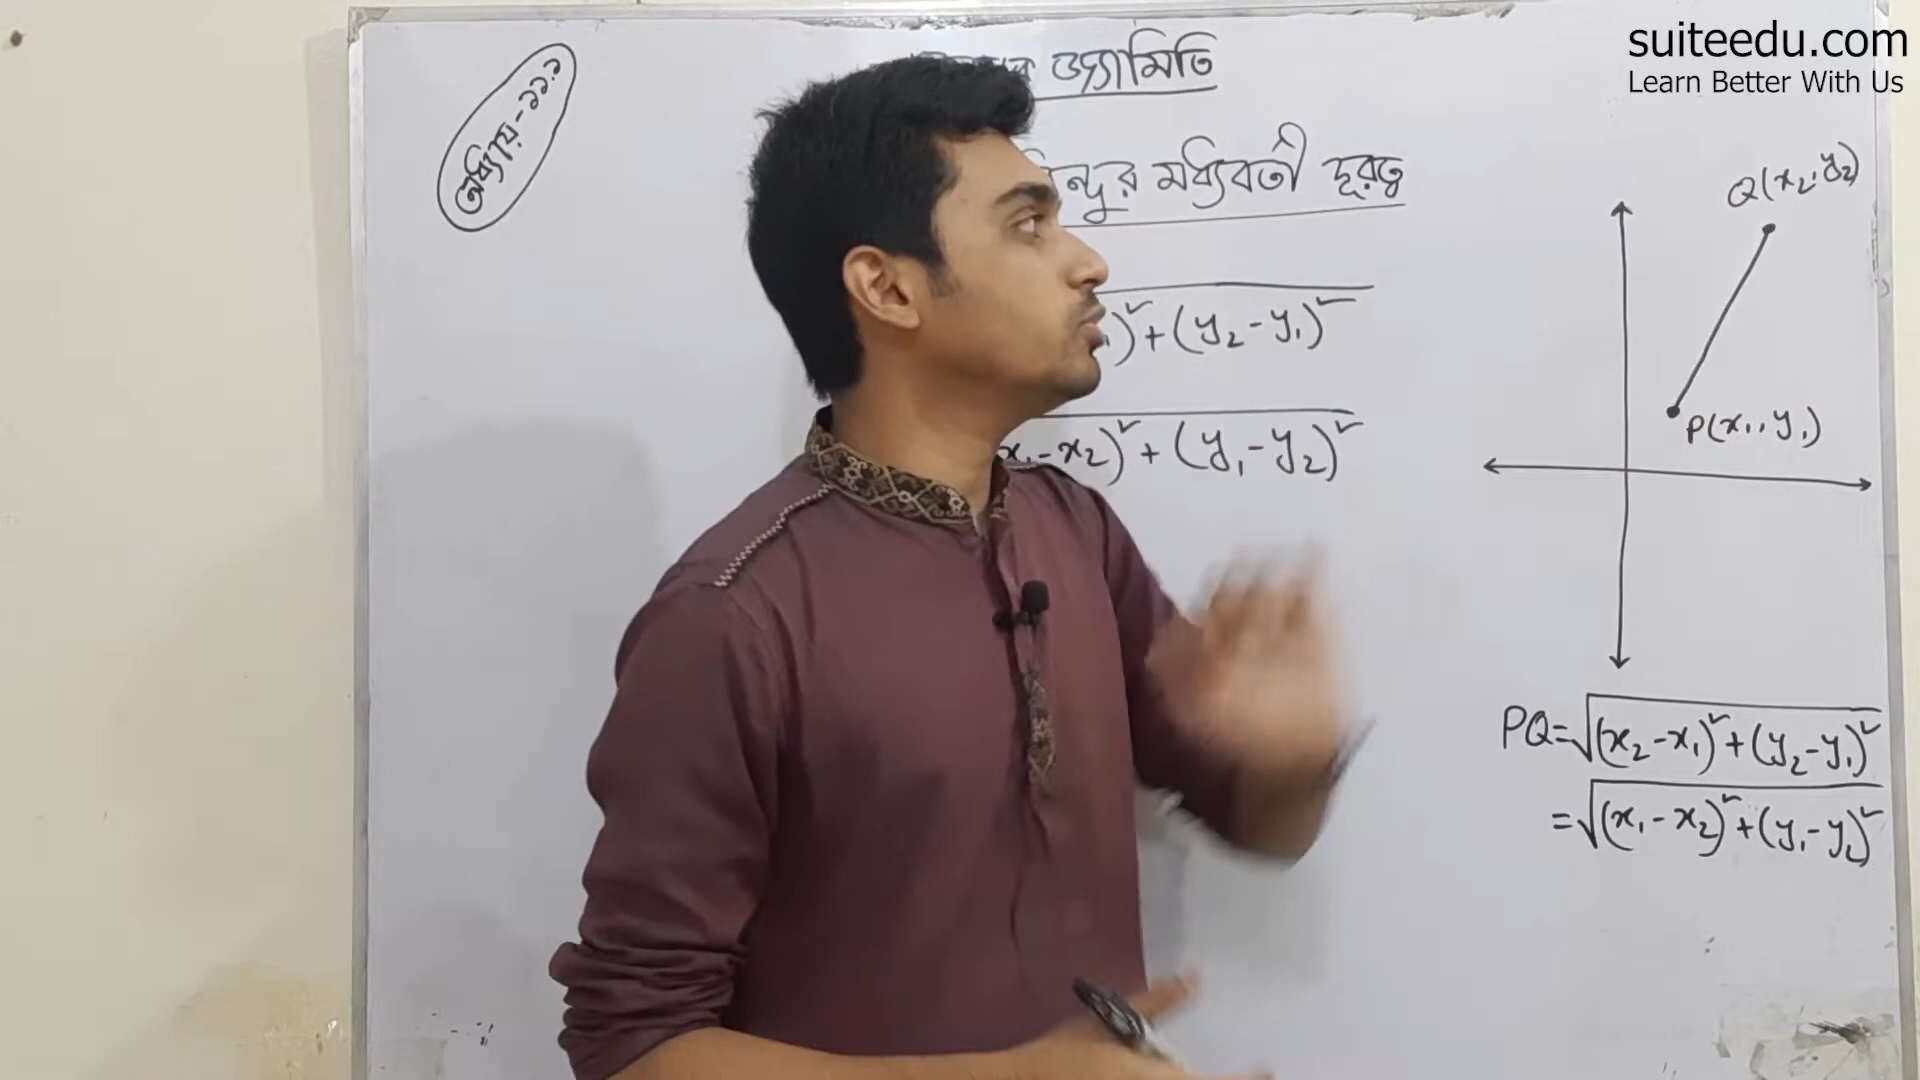 suiteedu.com
Learn Better With Us
অধ্যায়-১১.১
জ্যামিতি
ন্দুর মধ্যবর্তী দূরত্ব
)²+(y₂-y₁)²
x₁-x₂)²+(y₁-y₂)²
Q(x₂,y₂)
P(x₁,y₁)
PQ=√(x₂-x₁)²+(y₂-y₁)²
=√(x₁-x₂)²+(y₁-y₂)²